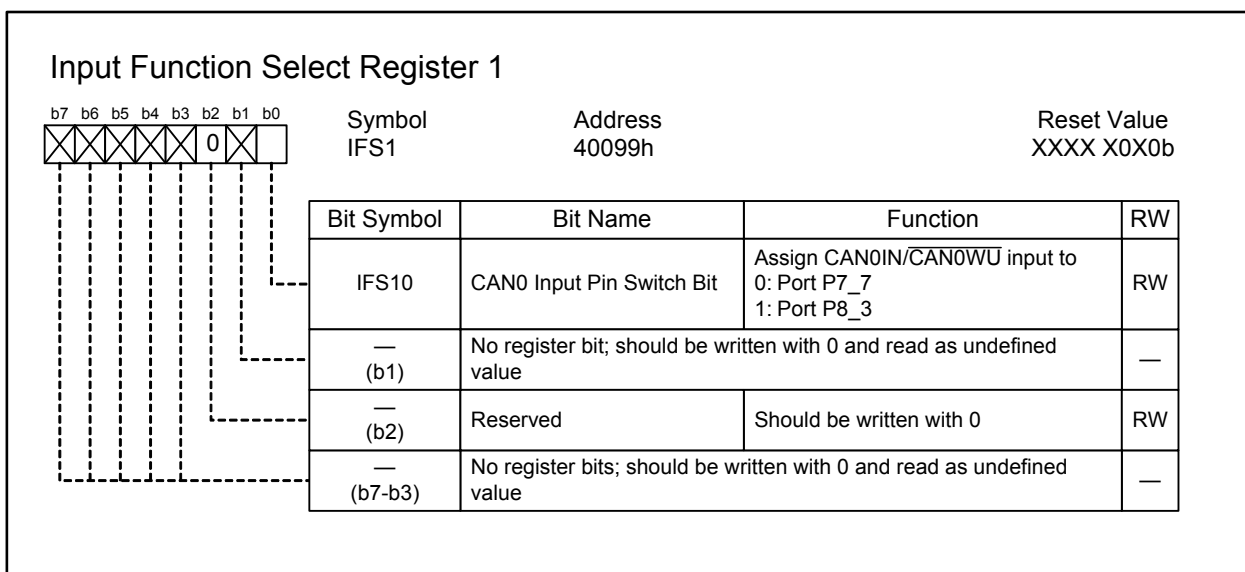 Input Function Select Register 1
b7 b6 b5 b4 b3 b2 b1 b0
0
Symbol Address Reset Value
IFS1 40099h XXXX X0X0b
Bit Symbol Bit Name Function RW
IFS10 CAN0 Input Pin Switch Bit Assign CAN0IN/CAN0WU input to
0: Port P7_7
1: Port P8_3 RW
—
(b1) No register bit; should be written with 0 and read as undefined
value —
—
(b2) Reserved Should be written with 0 RW
—
(b7-b3) No register bits; should be written with 0 and read as undefined
value —